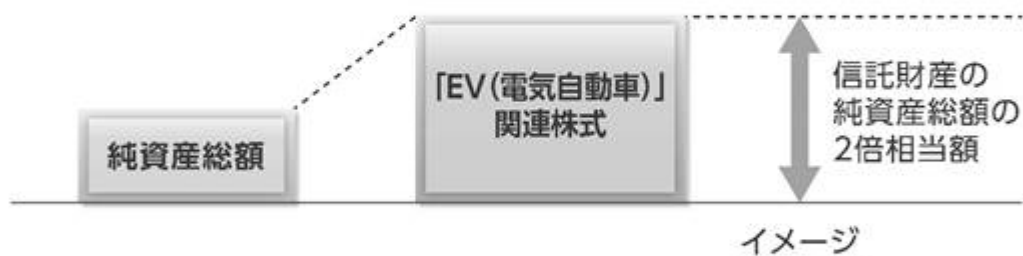 純資産総額
「EV(電気自動車)」
関連株式
信託財産の
純資産総額の
2倍相当額
イメージ